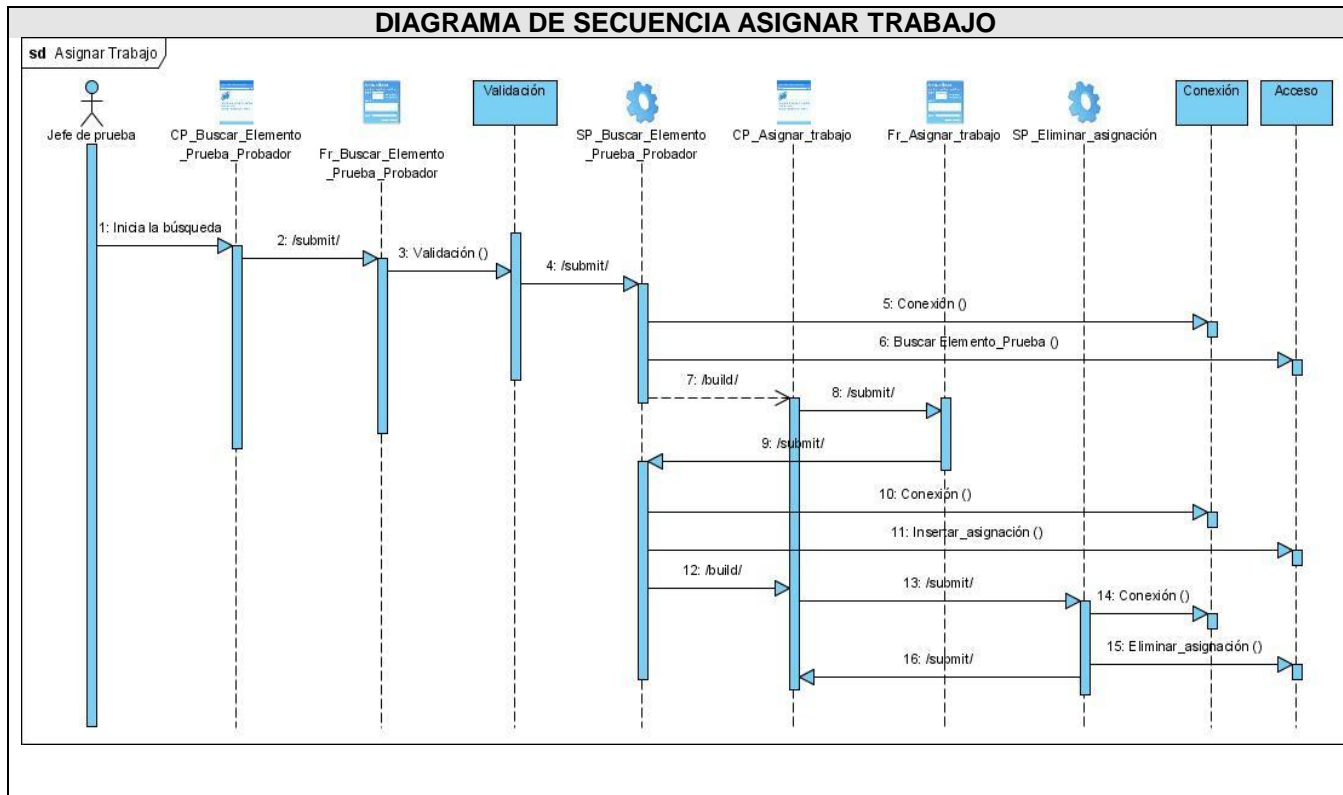 DIAGRAMA DE SECUENCIA ASIGNAR TRABAJO
sd Asignar Trabajo
Jefe de prueba
CP_Buscar_Elemento
_Prueba_Probador
Fr_Buscar_Elemento
_Prueba_Probador
Validación
SP_Buscar_Elemento
_Prueba_Probador
CP_Asignar_trabajo
Fr_Asignar_trabajo
SP_Eliminar_asignación
Conexión
Acceso
1: Inicia la búsqueda
2: /submit/
3: Validación ()
4: /submit/
5: Conexión ()
6: Buscar Elemento_Prueba ()
7: /build/
8: /submit/
9: /submit/
10: Conexión ()
11: Insertar_asignación ()
12: /build/
13: /submit/
14: Conexión ()
15: Eliminar_asignación ()
16: /submit/